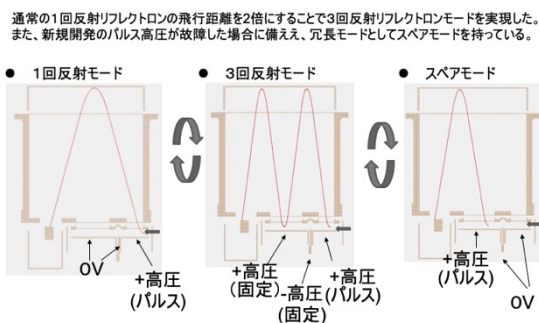 通常の1回反射リフレクトロンの飛行距離を2倍にすることで3回反射リフレクトロンモードを実現した。
また、新規開発のパルス高圧が故障した場合に備ええ、冗長モードとしてスペアモードを持っている。
● 1回反射モード
● 3回反射モード
● スペアモード
0V
+高圧
(パルス)
+高圧
(固定)
-高圧
(固定)
+高圧
(パルス)
+高圧
(パルス)
0V